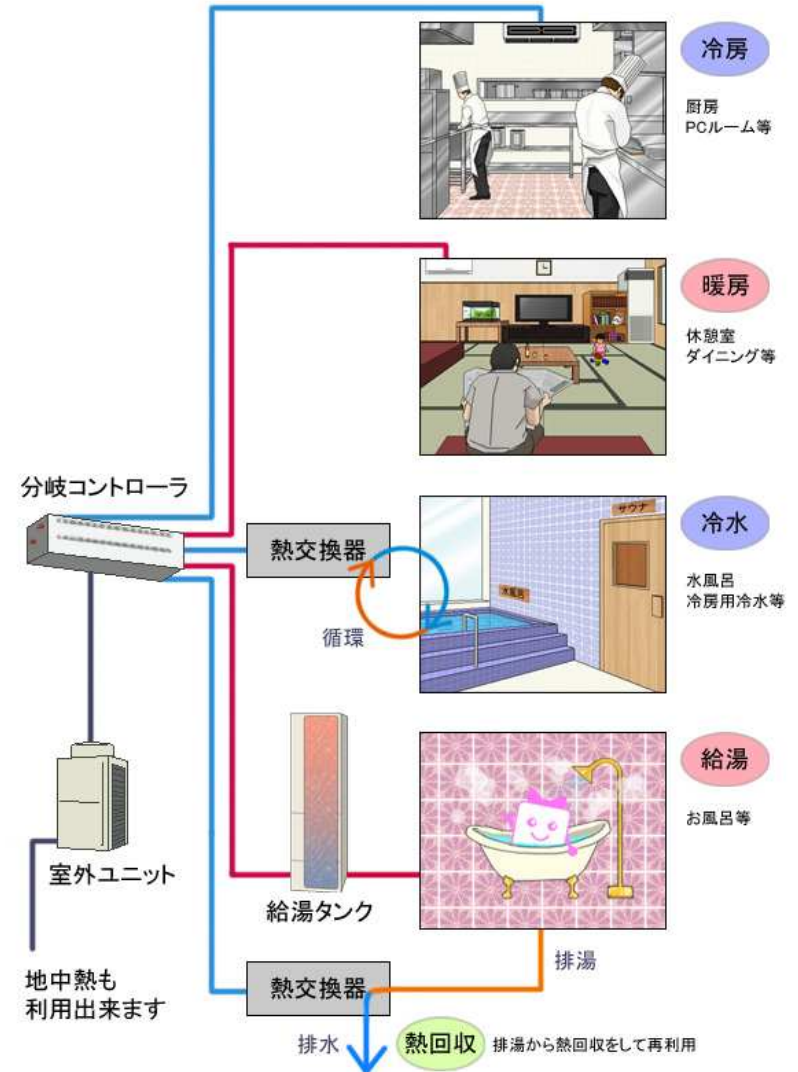 冷房
厨房
PCルーム等
暖房
休憩室
ダイニング等
分岐コントローラ
熱交換器
循環
サウナ
水風呂
冷水
水風呂
冷房用冷水等
給湯
お風呂等
室外ユニット
給湯タンク
地中熱も
利用出来ます
熱交換器
排湯
排水
熱回収
排湯から熱回収をして再利用